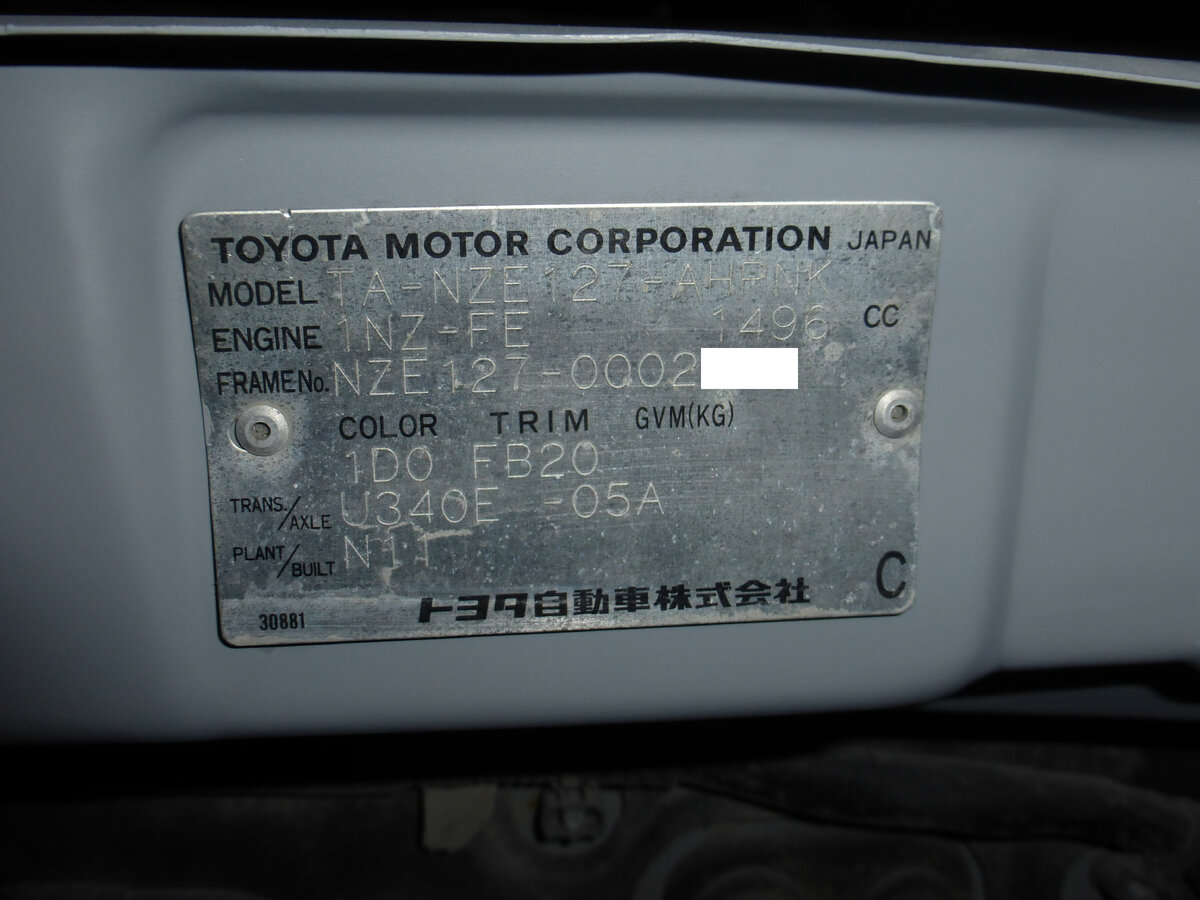 TOYOTA MOTOR CORPORATION JAPAN
MODEL TA-NZE127-AHPNK
ENGINE 1NZ-FE 1496 CC
FRAME No. NZE127-0002
COLOR TRIM GVM(KG)
1D0 FB20
TRANS./AXLE U340E -05A
PLANT/BUILT N11
30881 トヨタ自動車株式会社 C